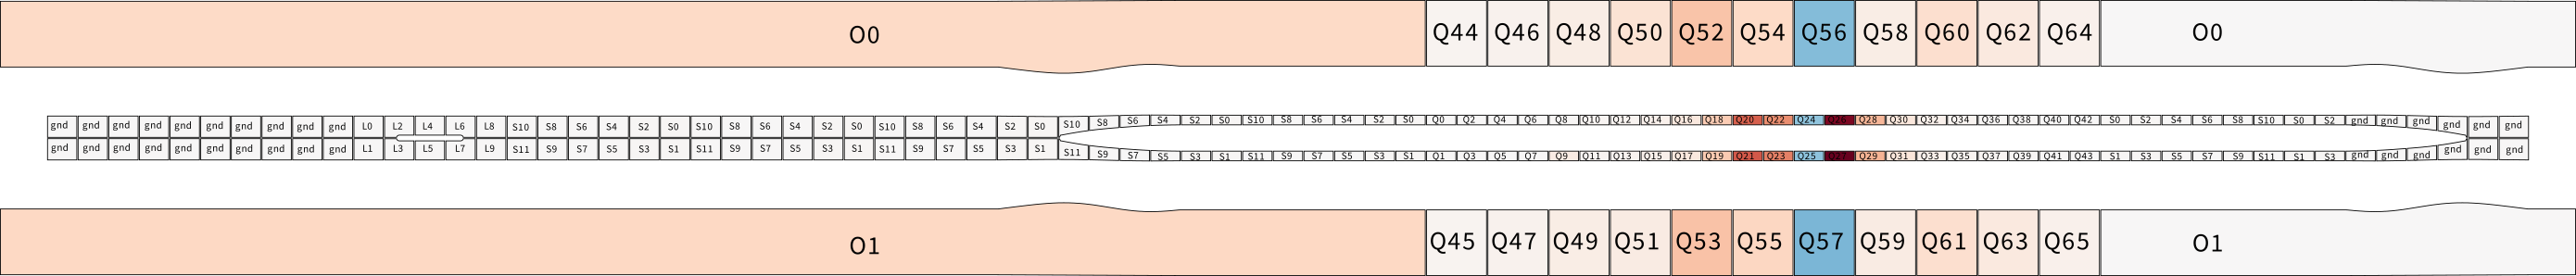 O0 Q44 Q46 Q48 Q50 Q52 Q54 Q56 Q58 Q60 Q62 Q64 O0
gnd gnd gnd gnd gnd gnd gnd gnd gnd gnd L0 L2 L4 L6 L8 S10 S8 S6 S4 S2 S0 S10 S8 S6 S4 S2 S0 S10 S8 S6 S4 S2 S0 S10 S8 S6 S4 S2 S0 S10 S8 S6 S4 S2 S0 Q0 Q2 Q4 Q6 Q8 Q10 Q12 Q14 Q16 Q18 Q20 Q22 Q24 Q26 Q28 Q30 Q32 Q34 Q36 Q38 Q40 Q42 S0 S2 S4 S6 S8 S10 S0 S2 gnd gnd gnd gnd gnd gnd
gnd gnd gnd gnd gnd gnd gnd gnd gnd gnd L1 L3 L5 L7 L9 S11 S9 S7 S5 S3 S1 S11 S9 S7 S5 S3 S1 S11 S9 S7 S5 S3 S1 S11 S9 S7 S5 S3 S1 S11 S9 S7 S5 S3 S1 Q1 Q3 Q5 Q7 Q9 Q11 Q13 Q15 Q17 Q19 Q21 Q23 Q25 Q27 Q29 Q31 Q33 Q35 Q37 Q39 Q41 Q43 S1 S3 S5 S7 S9 S11 S1 S3 gnd gnd gnd gnd gnd gnd
O1 Q45 Q47 Q49 Q51 Q53 Q55 Q57 Q59 Q61 Q63 Q65 O1